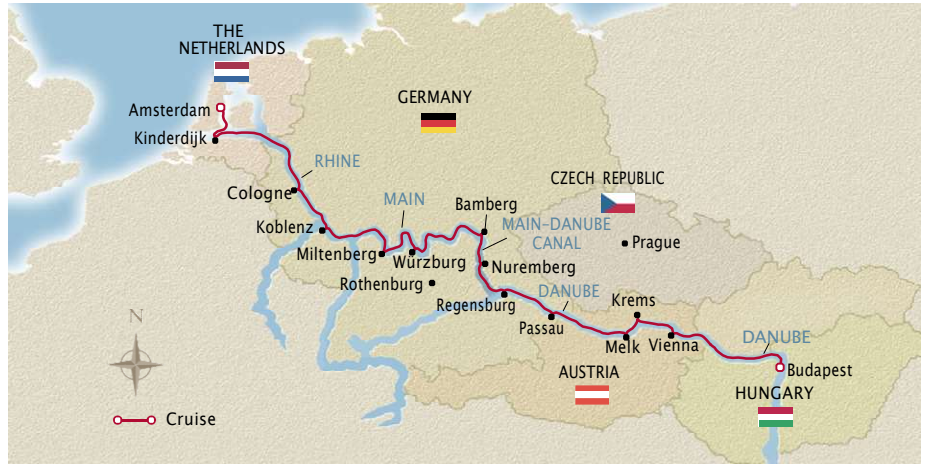 THE
NETHERLANDS
GERMANY
Amsterdam
Kinderdijk
RHINE
CZECH REPUBLIC
Cologne
MAIN
Bamberg
Koblenz
MAIN–DANUBE
CANAL
Prague
Miltenberg
Würzburg
Nuremberg
Rothenburg
DANUBE
Regensburg
Krems
Passau
Melk
Vienna
DANUBE
N
AUSTRIA
Budapest
HUNGARY
Cruise